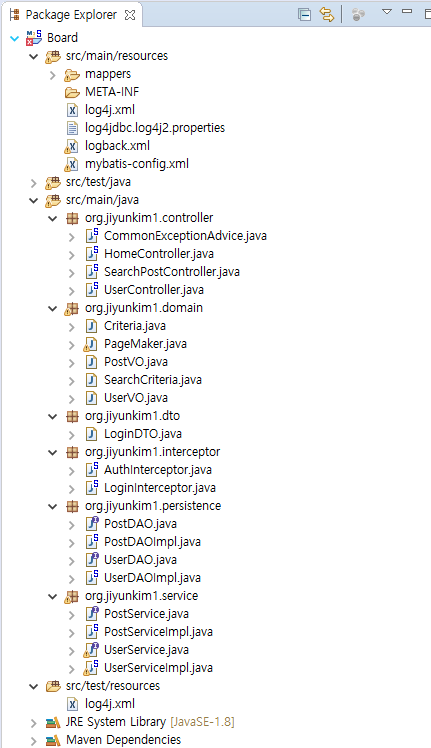 Package Explorer
Board
src/main/resources
mappers
META-INF
log4j.xml
log4jdbc.log4j2.properties
logback.xml
mybatis-config.xml
src/test/java
src/main/java
org.jiyunkim1.controller
CommonExceptionAdvice.java
HomeController.java
SearchPostController.java
UserController.java
org.jiyunkim1.domain
Criteria.java
PageMaker.java
PostVO.java
SearchCriteria.java
UserVO.java
org.jiyunkim1.dto
LoginDTO.java
org.jiyunkim1.interceptor
AuthInterceptor.java
LoginInterceptor.java
org.jiyunkim1.persistence
PostDAO.java
PostDAOImpl.java
UserDAO.java
UserDAOImpl.java
org.jiyunkim1.service
PostService.java
PostServiceImpl.java
UserService.java
UserServiceImpl.java
src/test/resources
log4j.xml
JRE System Library [JavaSE-1.8]
Maven Dependencies